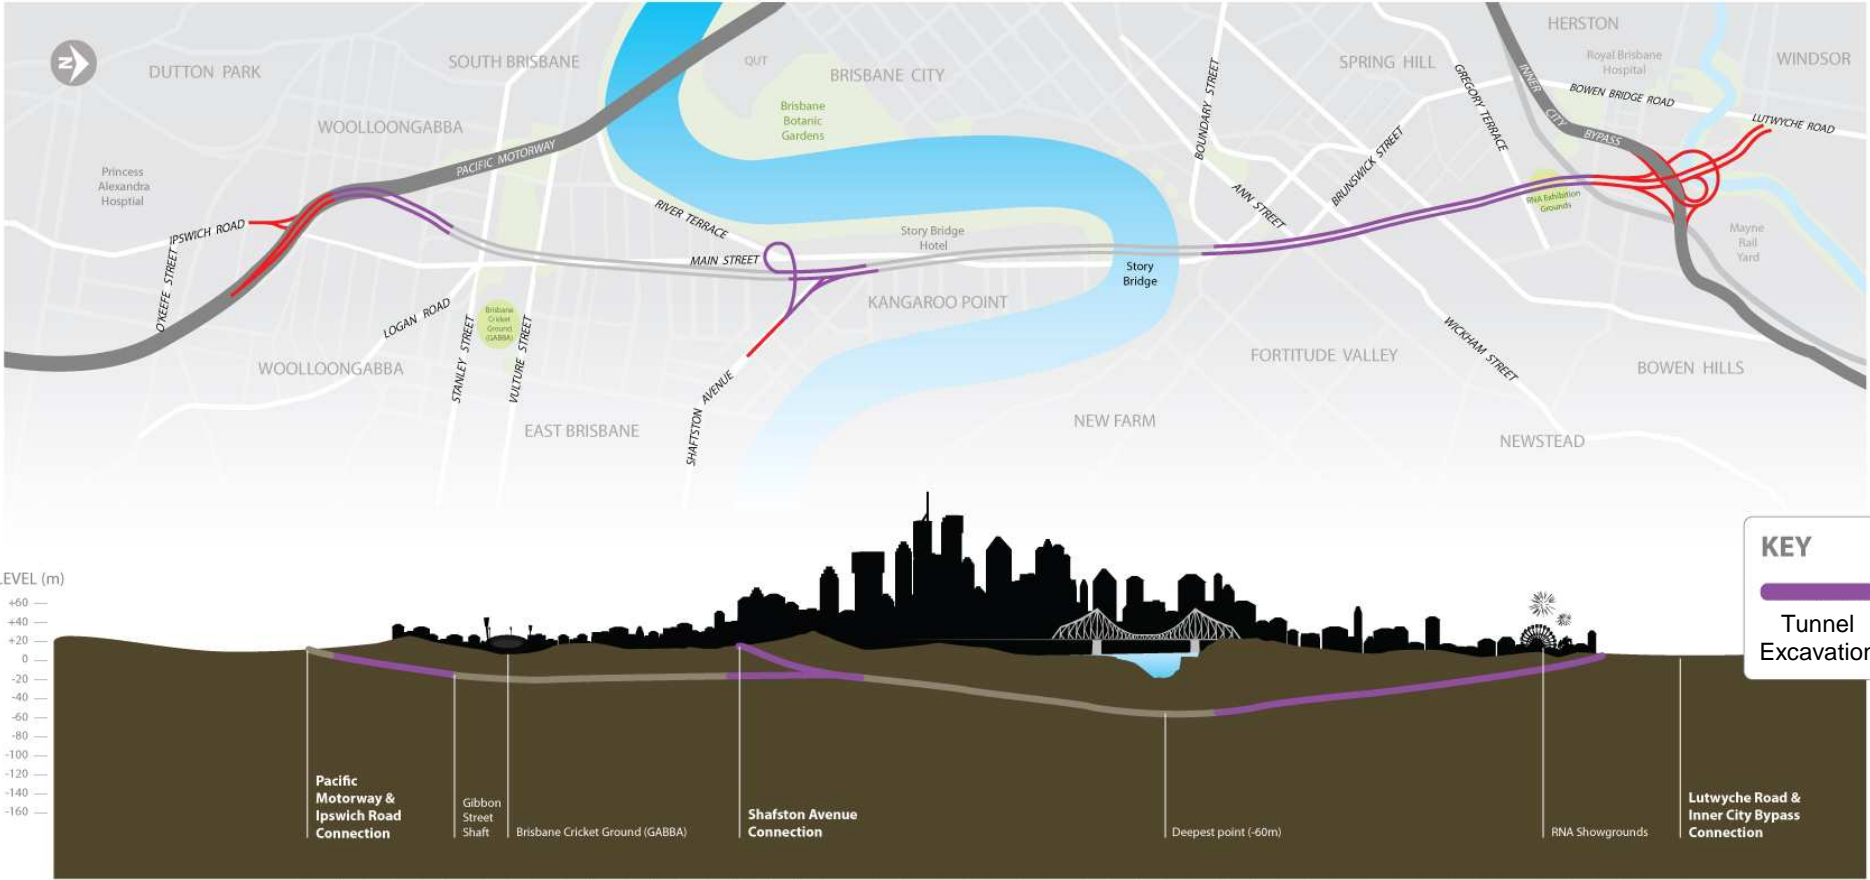 HERSTON
N
DUTTON PARK
SOUTH BRISBANE
QUT
BRISBANE CITY
SPRING HILL
Royal Brisbane
Hospital
WINDSOR
WOOLLOONGABBA
Brisbane
Botanic
Gardens
BOUNDARY STREET
GREGORY TERRACE
INNER
CITY
BYPASS
BOWEN BRIDGE ROAD
LUTWYCHE ROAD
PACIFIC MOTORWAY
Princess
Alexandra
Hosptial
BRUNSWICK STREET
ANN STREET
RNA Exhibition
Grounds
IPSWICH ROAD
RIVER TERRACE
Story Bridge
Hotel
Mayne
Rail
Yard
O'KEEFE STREET
MAIN STREET
Story
Bridge
KANGAROO POINT
LOGAN ROAD
Brisbane
Cricket
Ground
(GABBA)
STANLEY STREET
VULTURE STREET
WICKHAM STREET
WOOLLOONGABBA
FORTITUDE VALLEY
BOWEN HILLS
SHAFTSTON AVENUE
EAST BRISBANE
NEW FARM
NEWSTEAD
KEY
Tunnel
Excavation
LEVEL (m)
+60
+40
+20
0
-20
-40
-60
-80
-100
-120
-140
-160
Pacific
Motorway &
Ipswich Road
Connection
Gibbon
Street
Shaft
Brisbane Cricket Ground (GABBA)
Shafston Avenue
Connection
Deepest point (-60m)
RNA Showgrounds
Lutwyche Road &
Inner City Bypass
Connection